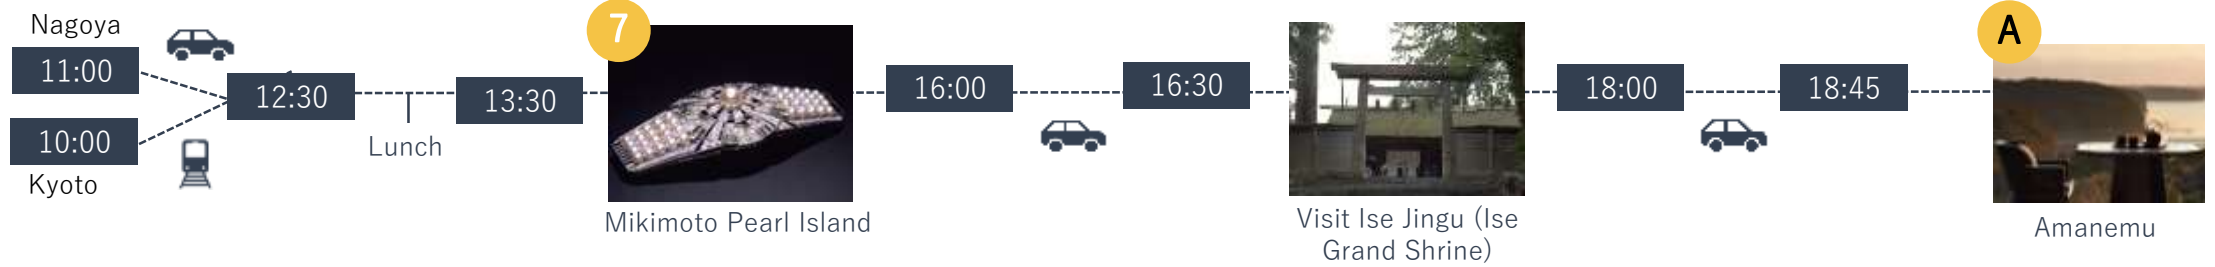 Nagoya
11:00
10:00
Kyoto
12:30
Lunch
13:30
7
Mikimoto Pearl Island
16:00
16:30
Visit Ise Jingu (Ise
Grand Shrine)
18:00
18:45
A
Amanemu